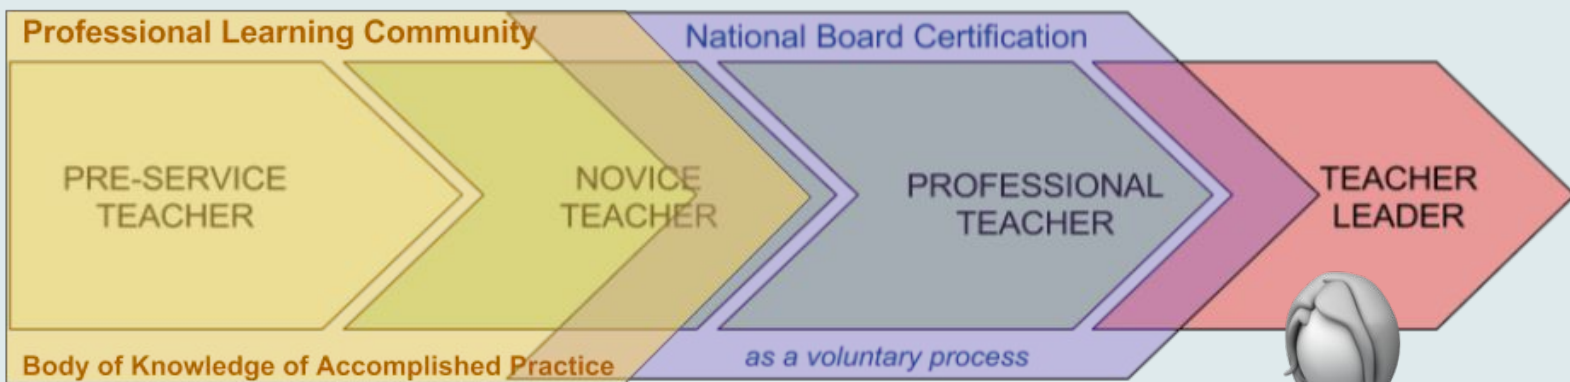 Professional Learning Community
National Board Certification
PRE-SERVICE
TEACHER
NOVICE
TEACHER
PROFESSIONAL
TEACHER
TEACHER
LEADER
Body of Knowledge of Accomplished Practice
as a voluntary process